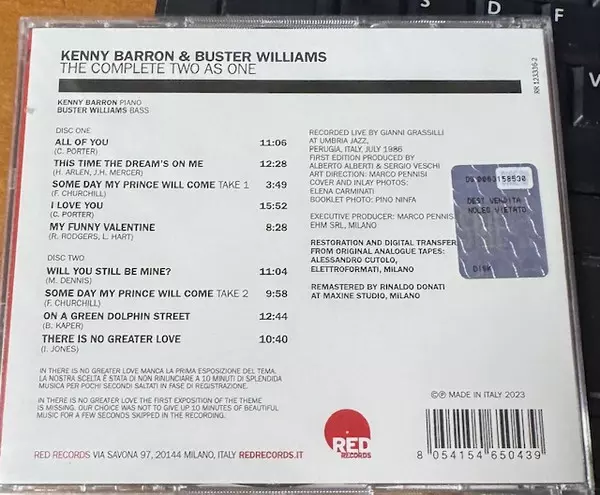 KENNY BARRON & BUSTER WILLIAMS
THE COMPLETE TWO AS ONE
RR 123336-2
KENNY BARRON PIANO
BUSTER WILLIAMS BASS
DISC ONE
ALL OF YOU 11:06
(C. PORTER)
THIS TIME THE DREAM'S ON ME 12:28
(H. ARLEN, J.H. MERCER)
SOME DAY MY PRINCE WILL COME TAKE 1 3:49
(F. CHURCHILL)
I LOVE YOU 15:52
(C. PORTER)
MY FUNNY VALENTINE 8:28
(R. RODGERS, L. HART)
DISC TWO
WILL YOU STILL BE MINE? 11:04
(M. DENNIS)
SOME DAY MY PRINCE WILL COME TAKE 2 9:58
(F. CHURCHILL)
ON A GREEN DOLPHIN STREET 12:44
(B. KAPER)
THERE IS NO GREATER LOVE 10:40
(I. JONES)
IN THERE IS NO GREATER LOVE MANCA LA PRIMA ESPOSIZIONE DEL TEMA.
LA NOSTRA SCELTA È STATA DI NON RINUNCIARE A 10 MINUTI DI SPLENDIDA
MUSICA PER POCHI SECONDI SALTATI IN FASE DI REGISTRAZIONE.
IN THERE IS NO GREATER LOVE THE FIRST EXPOSITION OF THE THEME
IS MISSING. OUR CHOICE WAS NOT TO GIVE UP 10 MINUTES OF BEAUTIFUL
MUSIC FOR A FEW SECONDS SKIPPED IN THE RECORDING.
RECORDED LIVE BY GIANNI GRASSILLI
AT UMBRIA JAZZ,
PERUGIA, ITALY, JULY 1986
FIRST EDITION PRODUCED BY
ALBERTO ALBERTI & SERGIO VESCHI
ART DIRECTION: MARCO PENNISI
COVER AND INLAY PHOTOS:
ELENA CARMINATI
BOOKLET PHOTO: PINO NINFA
EXECUTIVE PRODUCER: MARCO PENNIS
EHM SRL, MILANO
RESTORATION AND DIGITAL TRANSFER
FROM ORIGINAL ANALOGUE TAPES:
ALESSANDRO CUTOLO,
ELETTROFORMATI, MILANO
REMASTERED BY RINALDO DONATI
AT MAXINE STUDIO, MILANO
DEST. VENDITA
NOLEG. VIETATO
©℗ MADE IN ITALY 2023
RED
RECORDS
8 054154 650439
RED RECORDS VIA SAVONA 97, 20144 MILANO, ITALY REDRECORDS.IT
S
D
F